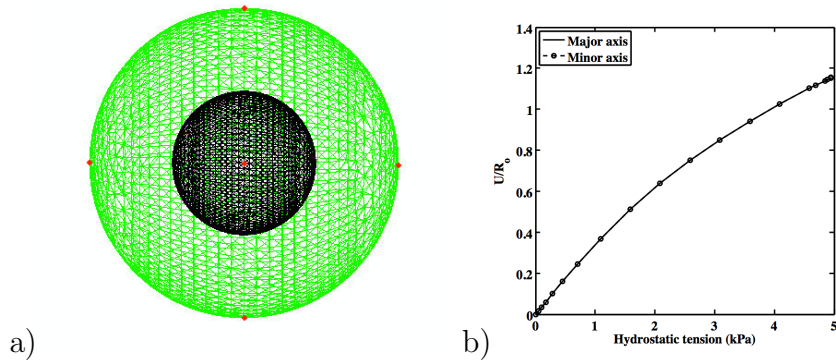 a)
b)
Major axis
Minor axis
U/R_o
1.4
1.2
1
0.8
0.6
0.4
0.2
0
0 1 2 3 4 5
Hydrostatic tension (kPa)